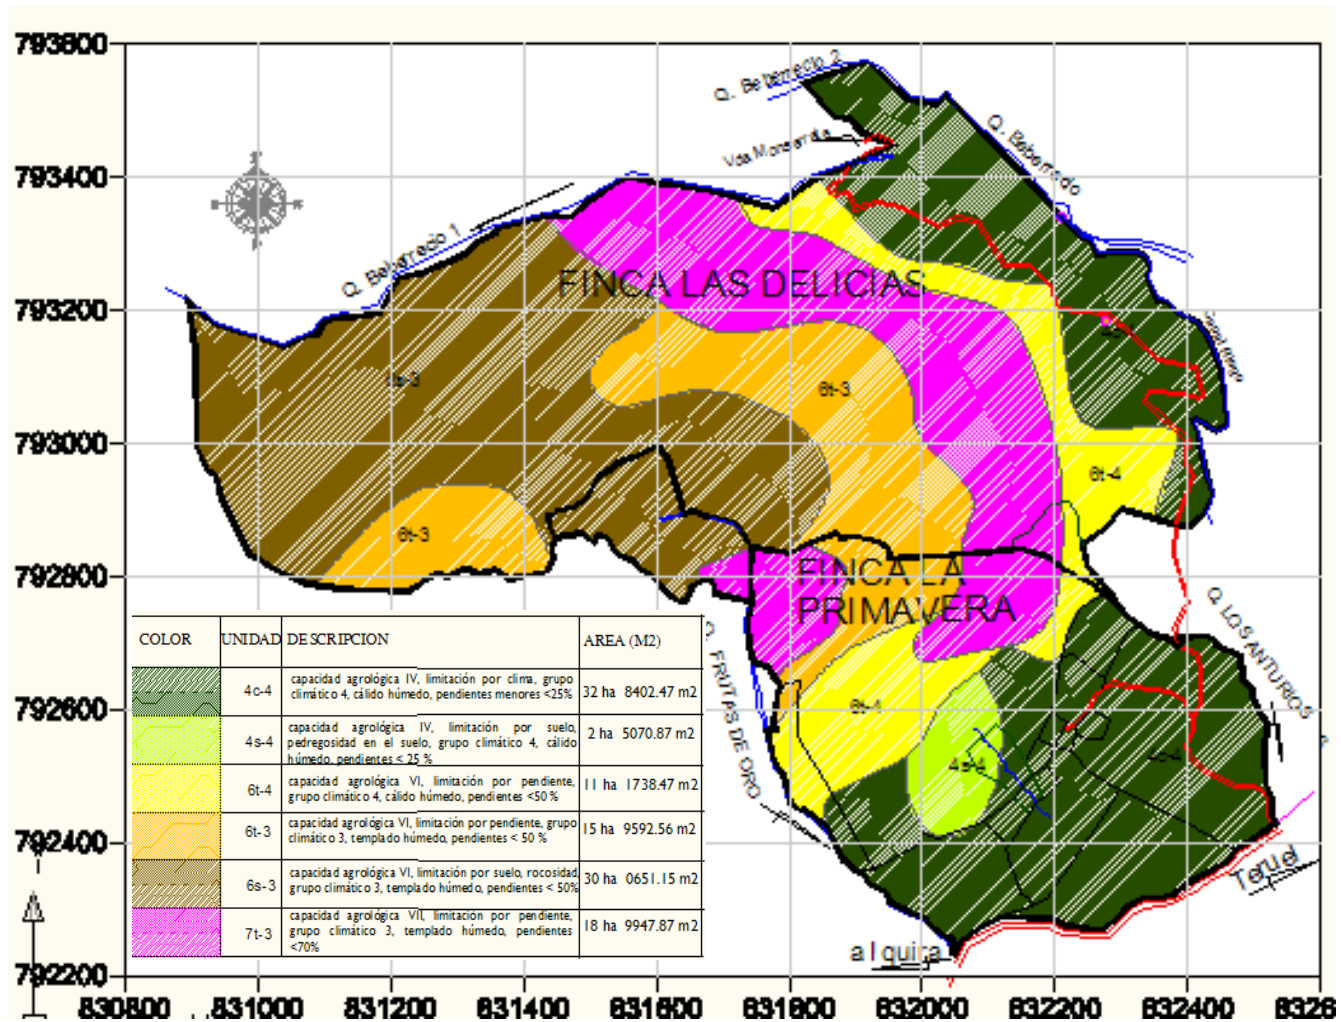 793600
Q. Beberrecio 2
Q. Beberrecio
793400
Q. Beberrecio 1
FINCA LAS DELICIAS
793200
6s-3
6t-3
793000
6t-4
6t-3
FINCA LA
PRIMAVERA
792800
Q. LOS ANTURIOS
Q. FRUTAS DE ORO
COLOR UNIDAD DESCRIPCION AREA (M2)
4c-4 capacidad agrológica IV, limitación por clima, grupo
climático 4, cálido húmedo, pendientes menores <25% 32 ha 8402.47 m2
4s-4 capacidad agrológica IV, limitación por suelo,
pedregosidad en el suelo, grupo climático 4, cálido
húmedo, pendientes < 25 % 2 ha 5070.87 m2
6t-4 capacidad agrológica VI, limitación por pendiente,
grupo climático 4, cálido húmedo, pendientes <50 % 11 ha 1738.47 m2
6t-3 capacidad agrológica VI, limitación por pendiente, grupo
climático 3, templado húmedo, pendientes < 50 % 15 ha 9592.56 m2
6s-3 capacidad agrológica VI, limitación por suelo, rocosidad,
grupo climático 3, templado húmedo, pendientes < 50% 30 ha 0651.15 m2
7t-3 capacidad agrológica VII, limitación por pendiente,
grupo climático 3, templado húmedo, pendientes
<70% 18 ha 9947.87 m2
792600
6t-4
4s-4
4c-4
792400
Teruel
al quira
792200
830800 831000 831200 831400 831600 831800 832000 832200 832400